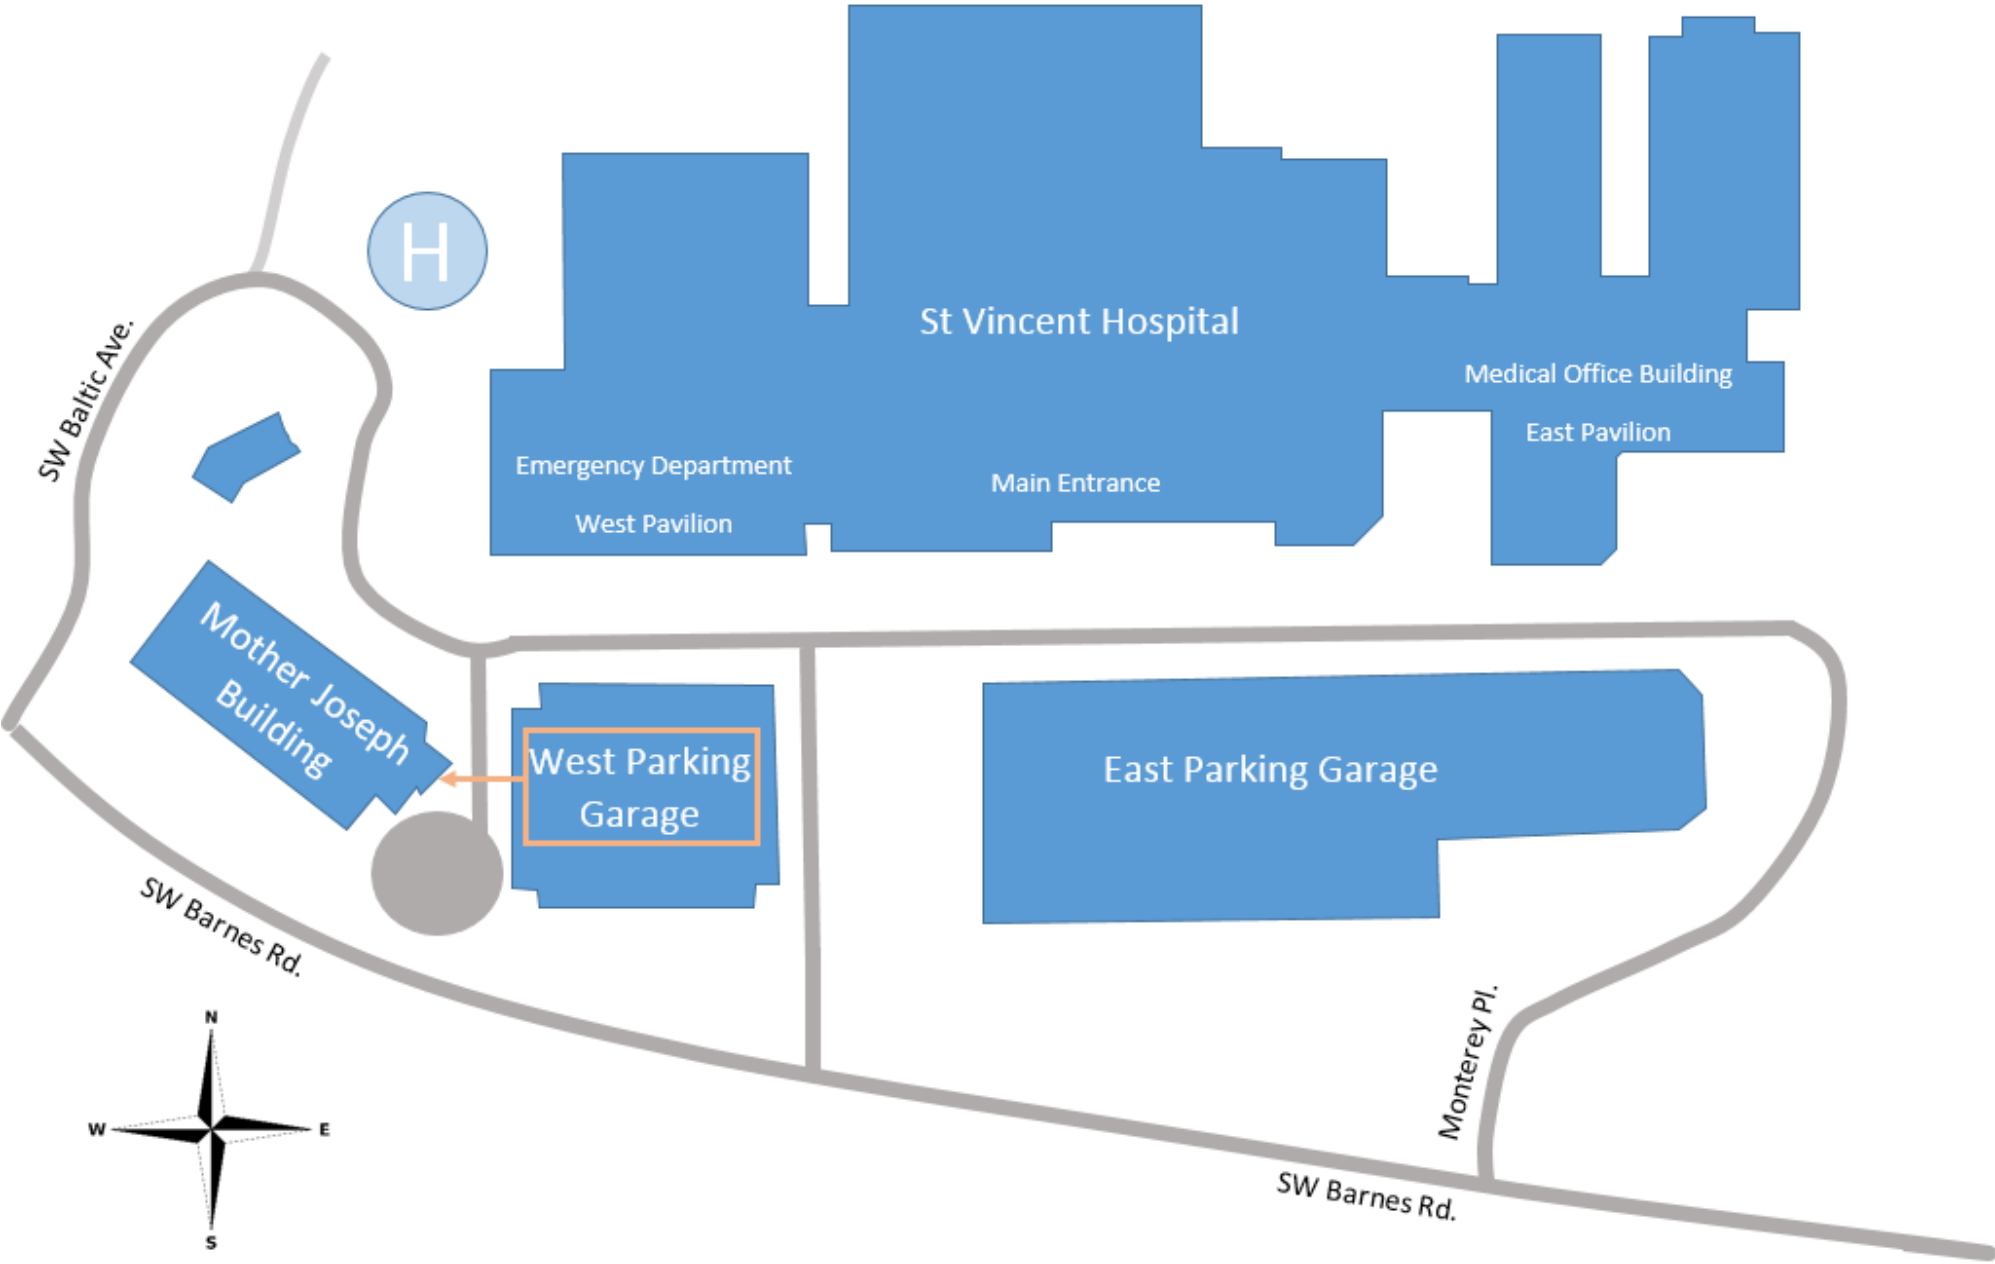 H
St Vincent Hospital
SW Baltic Ave.
Medical Office Building
East Pavilion
Emergency Department
Main Entrance
West Pavilion
Mother Joseph
Building
West Parking
Garage
East Parking Garage
SW Barnes Rd.
Monterey Pl.
N
W
E
S
SW Barnes Rd.